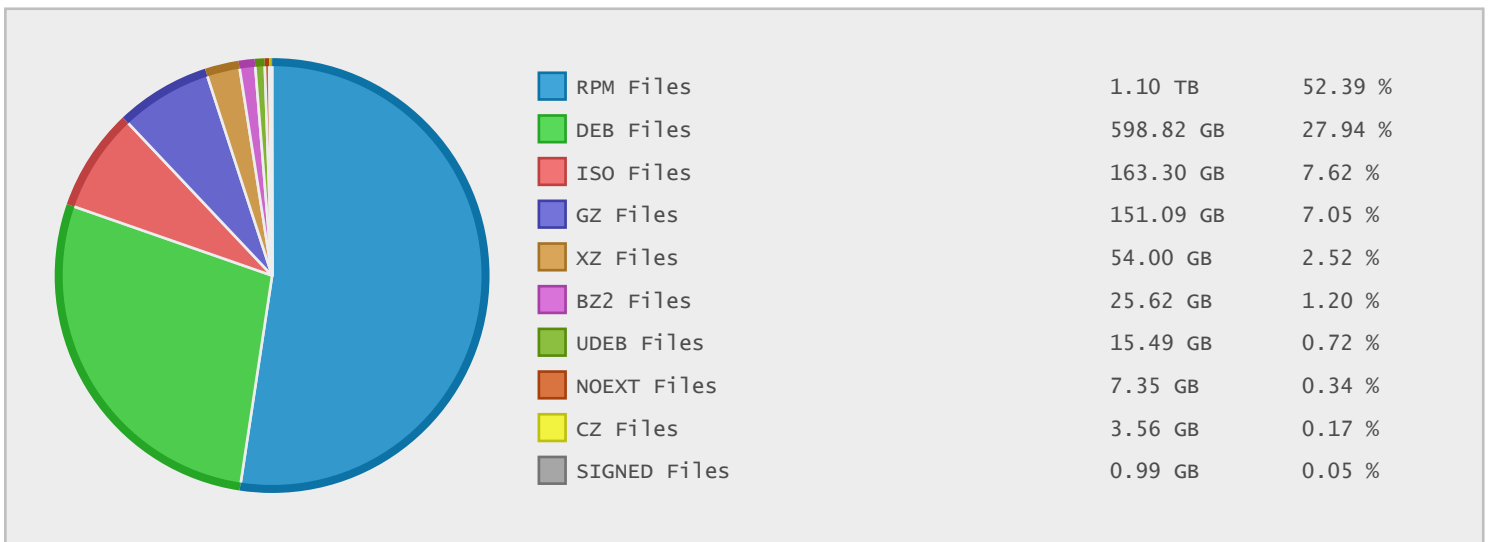 RPM Files 1.10 TB 52.39 %
DEB Files 598.82 GB 27.94 %
ISO Files 163.30 GB 7.62 %
GZ Files 151.09 GB 7.05 %
XZ Files 54.00 GB 2.52 %
BZ2 Files 25.62 GB 1.20 %
UDEB Files 15.49 GB 0.72 %
NOEXT Files 7.35 GB 0.34 %
CZ Files 3.56 GB 0.17 %
SIGNED Files 0.99 GB 0.05 %